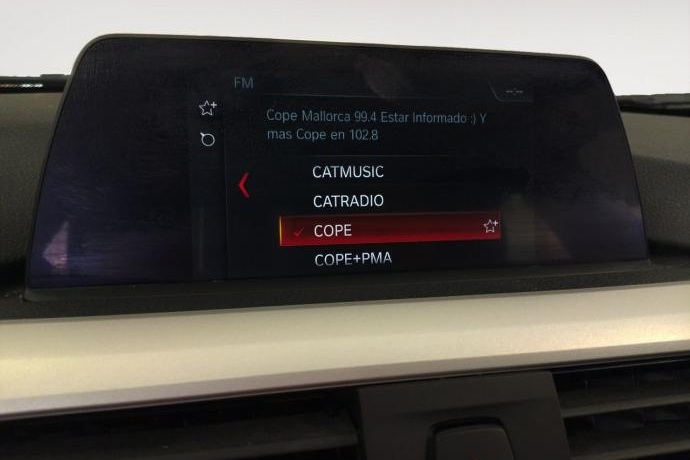 FM
--:--
Cope Mallorca 99.4 Estar Informado :) Y
mas Cope en 102.8
CATMUSIC
CATRADIO
COPE
COPE+PMA